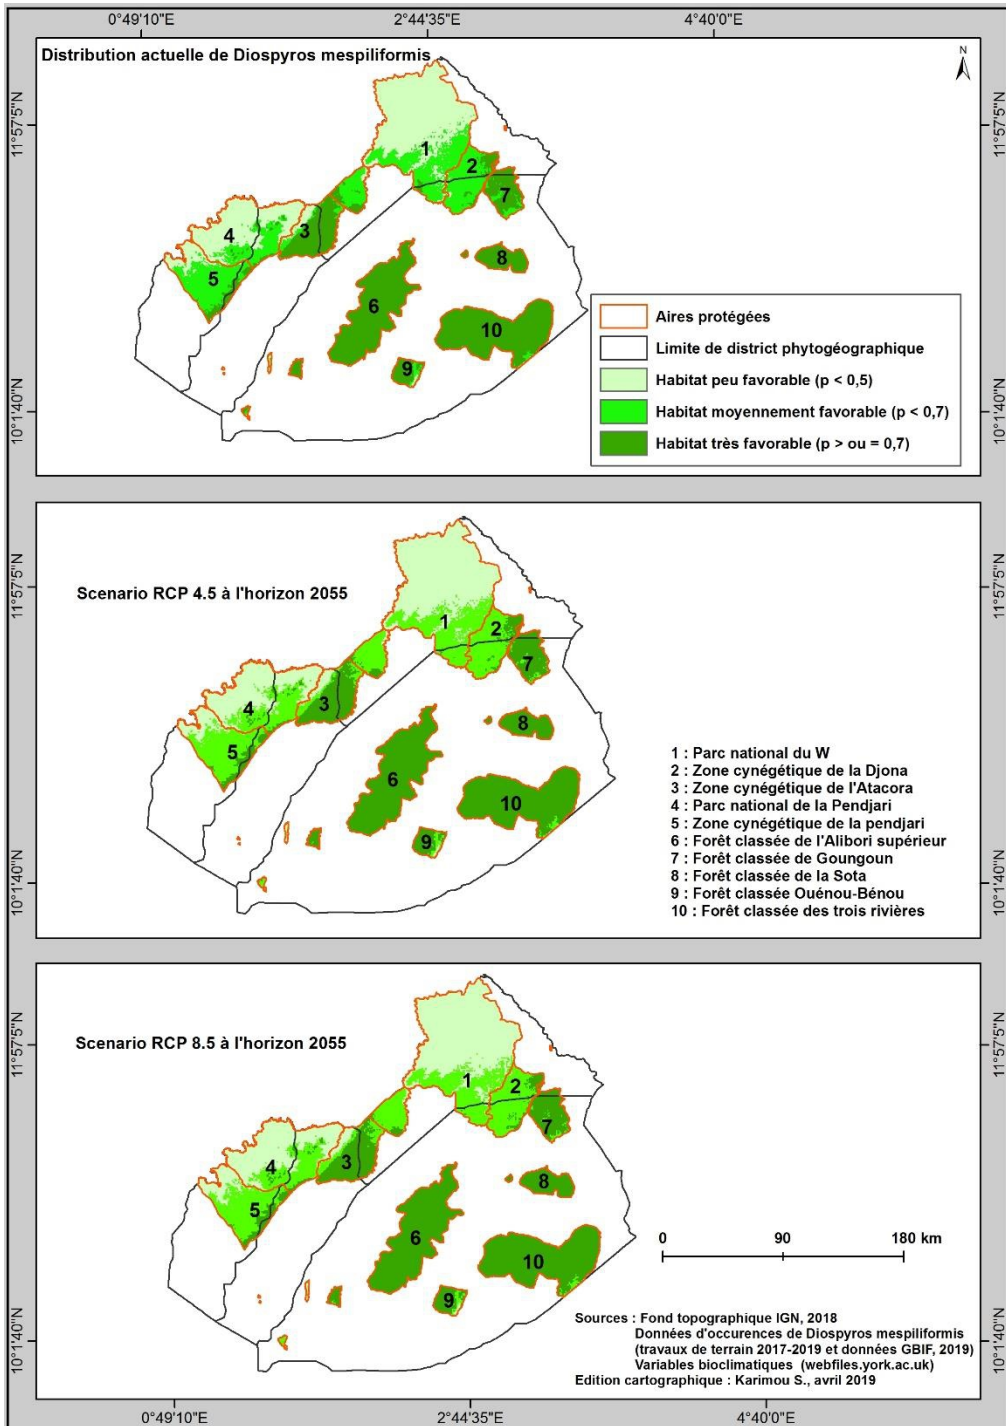 0°49'10"E
2°44'35"E
4°40'0"E
Distribution actuelle de Diospyros mespiliformis
N
11°57'5"N
11°57'5"N
1
2
7
3
4
5
8
6
10
9
10°1'40"N
10°1'40"N
Aires protégées
Limite de district phytogéographique
Habitat peu favorable (p < 0,5)
Habitat moyennement favorable (p < 0,7)
Habitat très favorable (p > ou = 0,7)
Scenario RCP 4.5 à l'horizon 2055
11°57'5"N
11°57'5"N
1
2
7
3
4
5
8
6
10
9
10°1'40"N
10°1'40"N
1 : Parc national du W
2 : Zone cynégétique de la Djona
3 : Zone cynégétique de l'Atacora
4 : Parc national de la Pendjari
5 : Zone cynégétique de la pendjari
6 : Forêt classée de l'Alibori supérieur
7 : Forêt classée de Goungoun
8 : Forêt classée de la Sota
9 : Forêt classée Ouénou-Bénou
10 : Forêt classée des trois rivières
Scenario RCP 8.5 à l'horizon 2055
11°57'5"N
11°57'5"N
1
2
7
3
4
5
8
6
10
9
10°1'40"N
10°1'40"N
0 90 180 km
Sources : Fond topographique IGN, 2018
Données d'occurences de Diospyros mespiliformis
(travaux de terrain 2017-2019 et données GBIF, 2019)
Variables bioclimatiques (webfiles.york.ac.uk)
Edition cartographique : Karimou S., avril 2019
0°49'10"E
2°44'35"E
4°40'0"E